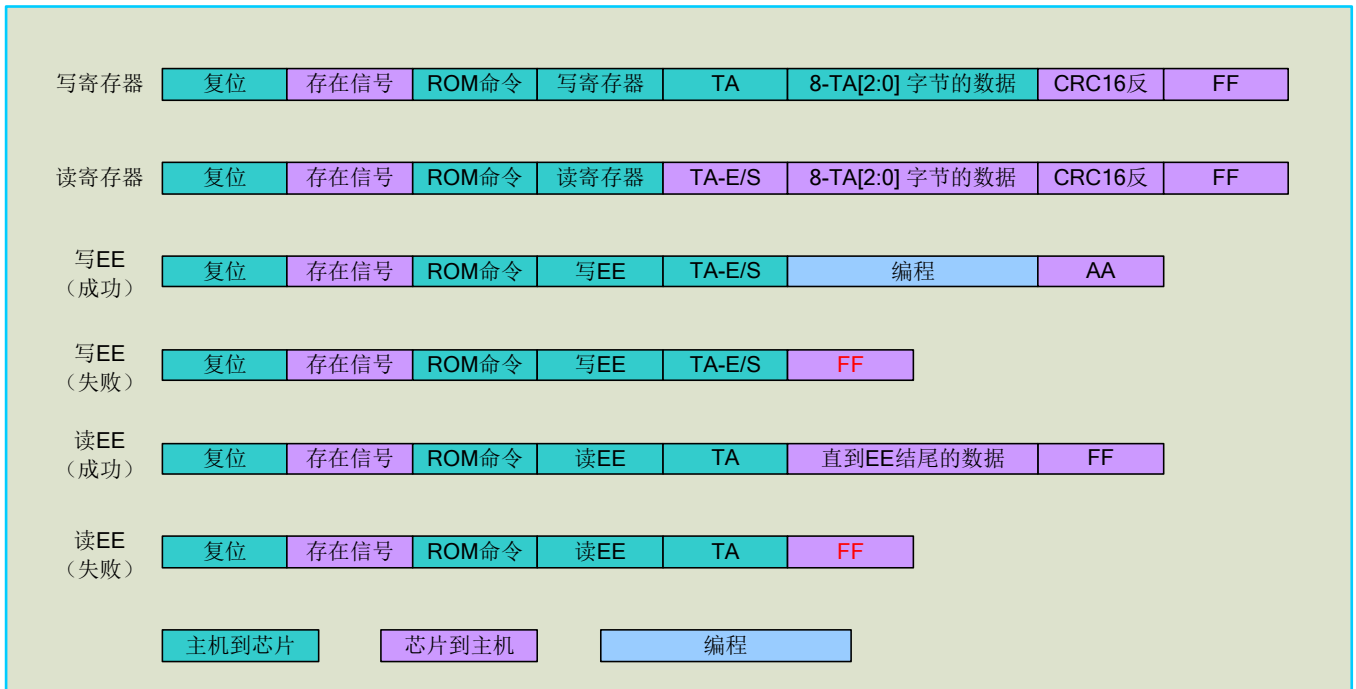 写寄存器 复位 存在信号 ROM命令 写寄存器 TA 8-TA[2:0] 字节的数据 CRC16反 FF
读寄存器 复位 存在信号 ROM命令 读寄存器 TA-E/S 8-TA[2:0] 字节的数据 CRC16反 FF
写EE
（成功） 复位 存在信号 ROM命令 写EE TA-E/S 编程 AA
写EE
（失败） 复位 存在信号 ROM命令 写EE TA-E/S FF
读EE
（成功） 复位 存在信号 ROM命令 读EE TA 直到EE结尾的数据 FF
读EE
（失败） 复位 存在信号 ROM命令 读EE TA FF
主机到芯片 芯片到主机 编程